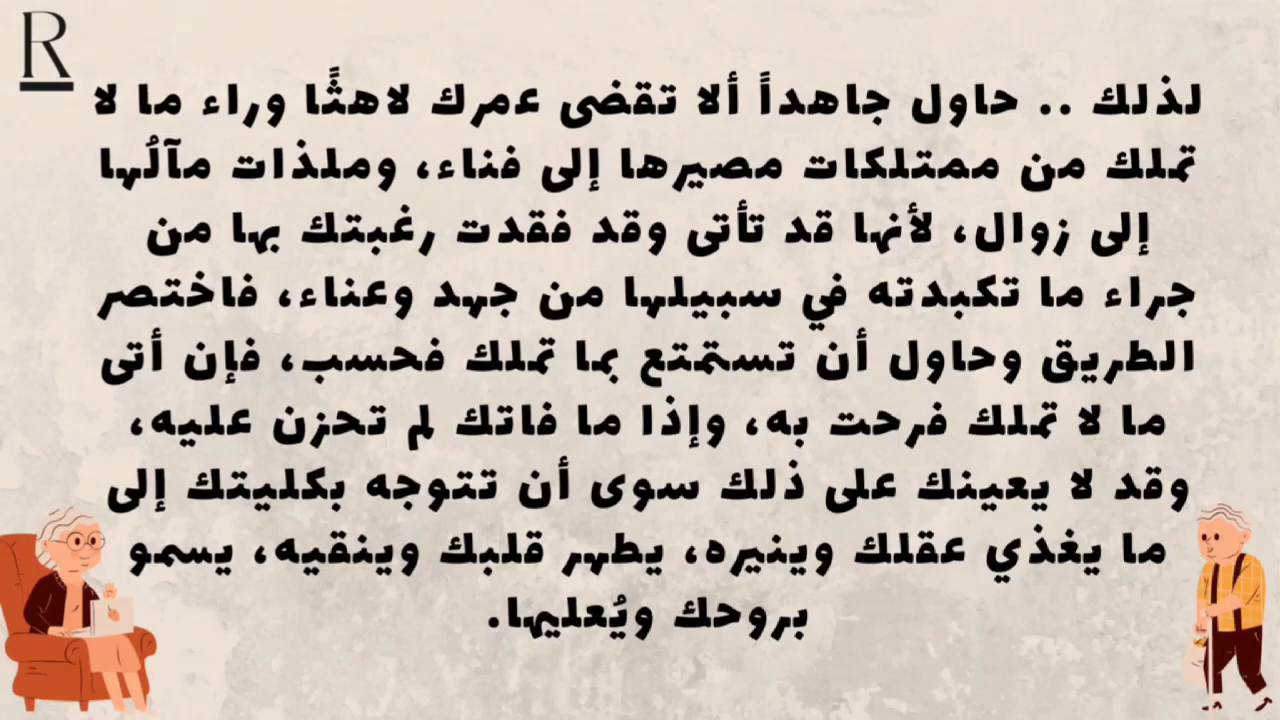 R
لذلك .. حاول جاهداً ألا تقضى عمرك لاهثًا وراء ما لا
تملك من ممتلكات مصيرها إلى فناء، وملذات مآلُها
إلى زوال، لأنها قد تأتى وقد فقدت رغبتك بها من
جراء ما تكبدته في سبيلها من جهد وعناء، فاختصر
الطريق وحاول أن تستمتع بما تملك فحسب، فإن أتى
ما لا تملك فرحت به، وإذا ما فاتك لم تحزن عليه،
وقد لا يعينك على ذلك سوى أن تتوجه بكليتك إلى
ما يغذي عقلك وينيره، يطهر قلبك وينقيه، يسمو
بروحك ويُعليها.